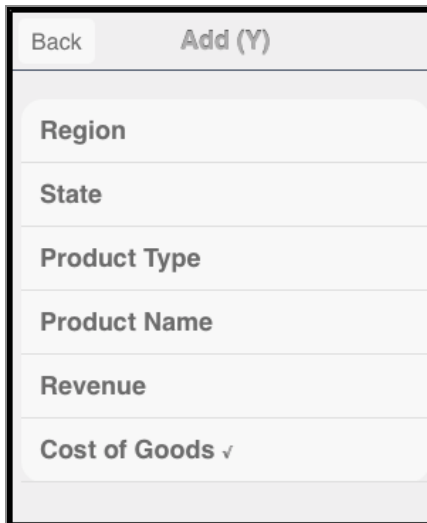 Back Add (Y)
Region
State
Product Type
Product Name
Revenue
Cost of Goods √